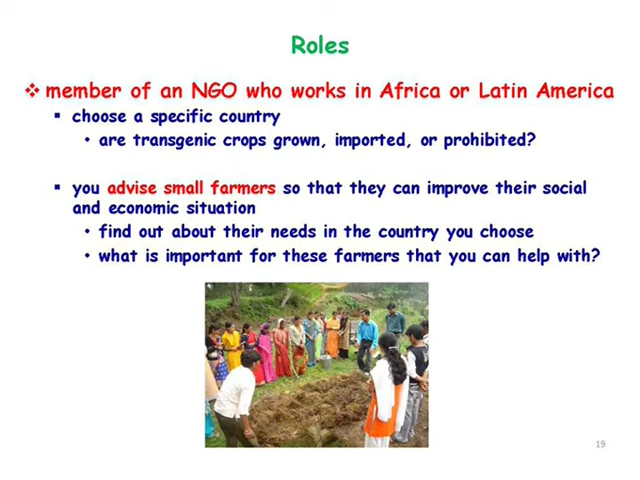 Roles
❖ member of an NGO who works in Africa or Latin America
▪ choose a specific country
• are transgenic crops grown, imported, or prohibited?
▪ you advise small farmers so that they can improve their social
and economic situation
• find out about their needs in the country you choose
• what is important for these farmers that you can help with?
19